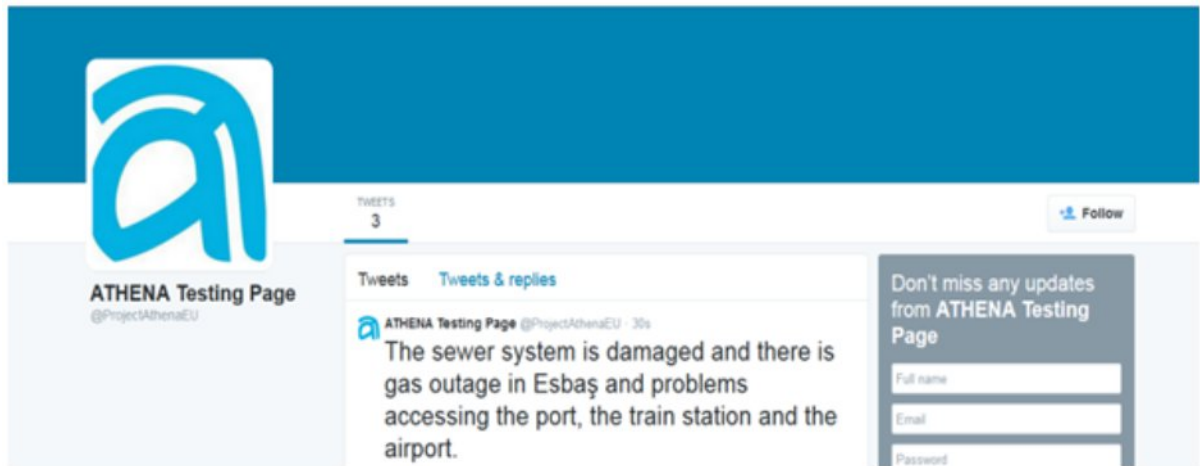 TWEETS
3
Follow
ATHENA Testing Page
@ProjectAthenaEU
Tweets Tweets & replies
ATHENA Testing Page @ProjectAthenaEU · 30s
The sewer system is damaged and there is
gas outage in Esbaş and problems
accessing the port, the train station and the
airport.
Don't miss any updates
from ATHENA Testing
Page
Full name
Email
Password